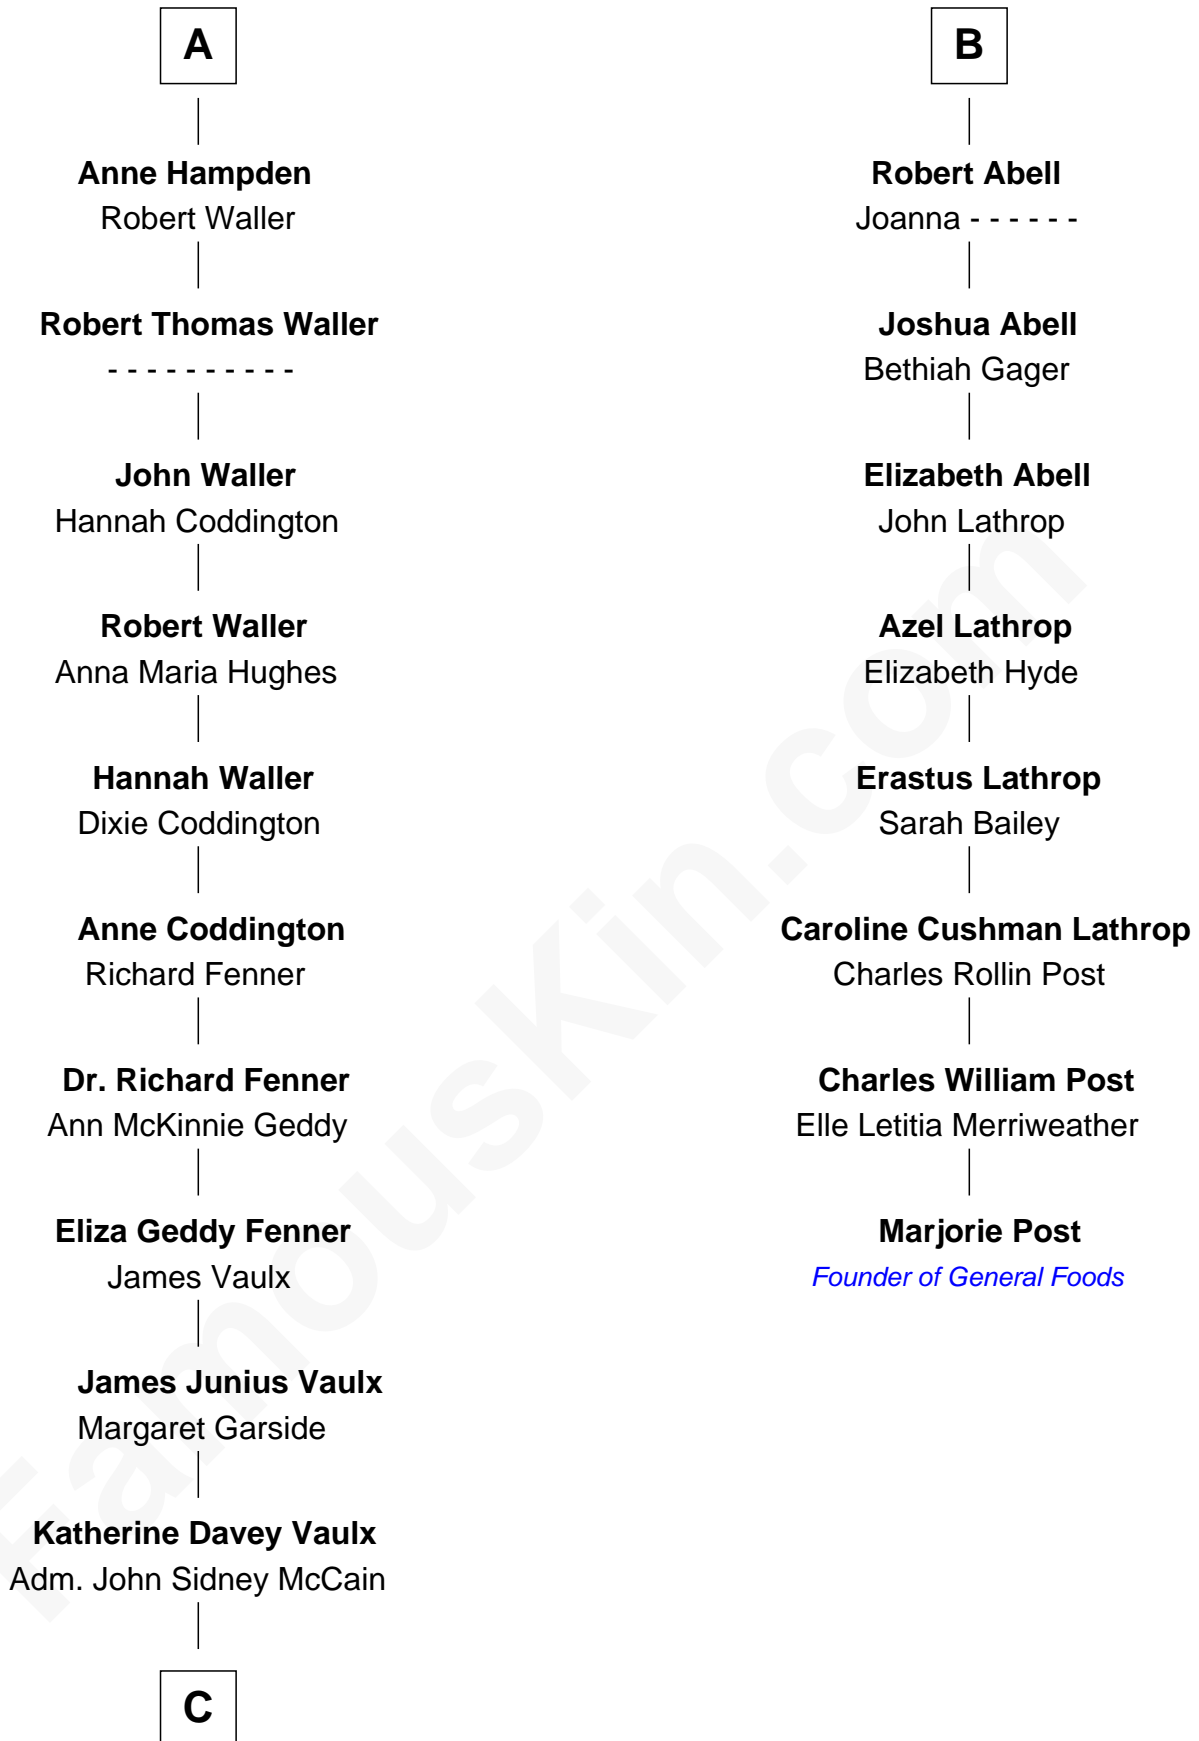 A
Anne Hampden
Robert Waller
Robert Thomas Waller
- - - - - - - - - -
John Waller
Hannah Coddington
Robert Waller
Anna Maria Hughes
Hannah Waller
Dixie Coddington
Anne Coddington
Richard Fenner
Dr. Richard Fenner
Ann McKinnie Geddy
Eliza Geddy Fenner
James Vaulx
James Junius Vaulx
Margaret Garside
Katherine Davey Vaulx
Adm. John Sidney McCain
C
B
Robert Abell
Joanna - - - - - -
Joshua Abell
Bethiah Gager
Elizabeth Abell
John Lathrop
Azel Lathrop
Elizabeth Hyde
Erastus Lathrop
Sarah Bailey
Caroline Cushman Lathrop
Charles Rollin Post
Charles William Post
Elle Letitia Merriweather
Marjorie Post
Founder of General Foods
FamousKin.com